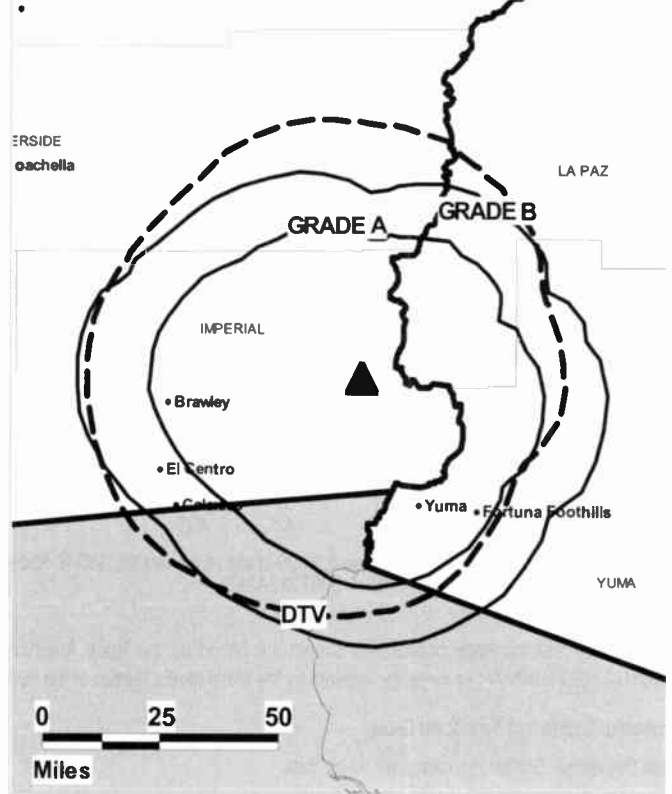 ERSIDE
oachella
LA PAZ
GRADE B
GRADE A
IMPERIAL
Brawley
El Centro
Yuma
Fortuna Foothills
YUMA
DTV
0 25 50
Miles